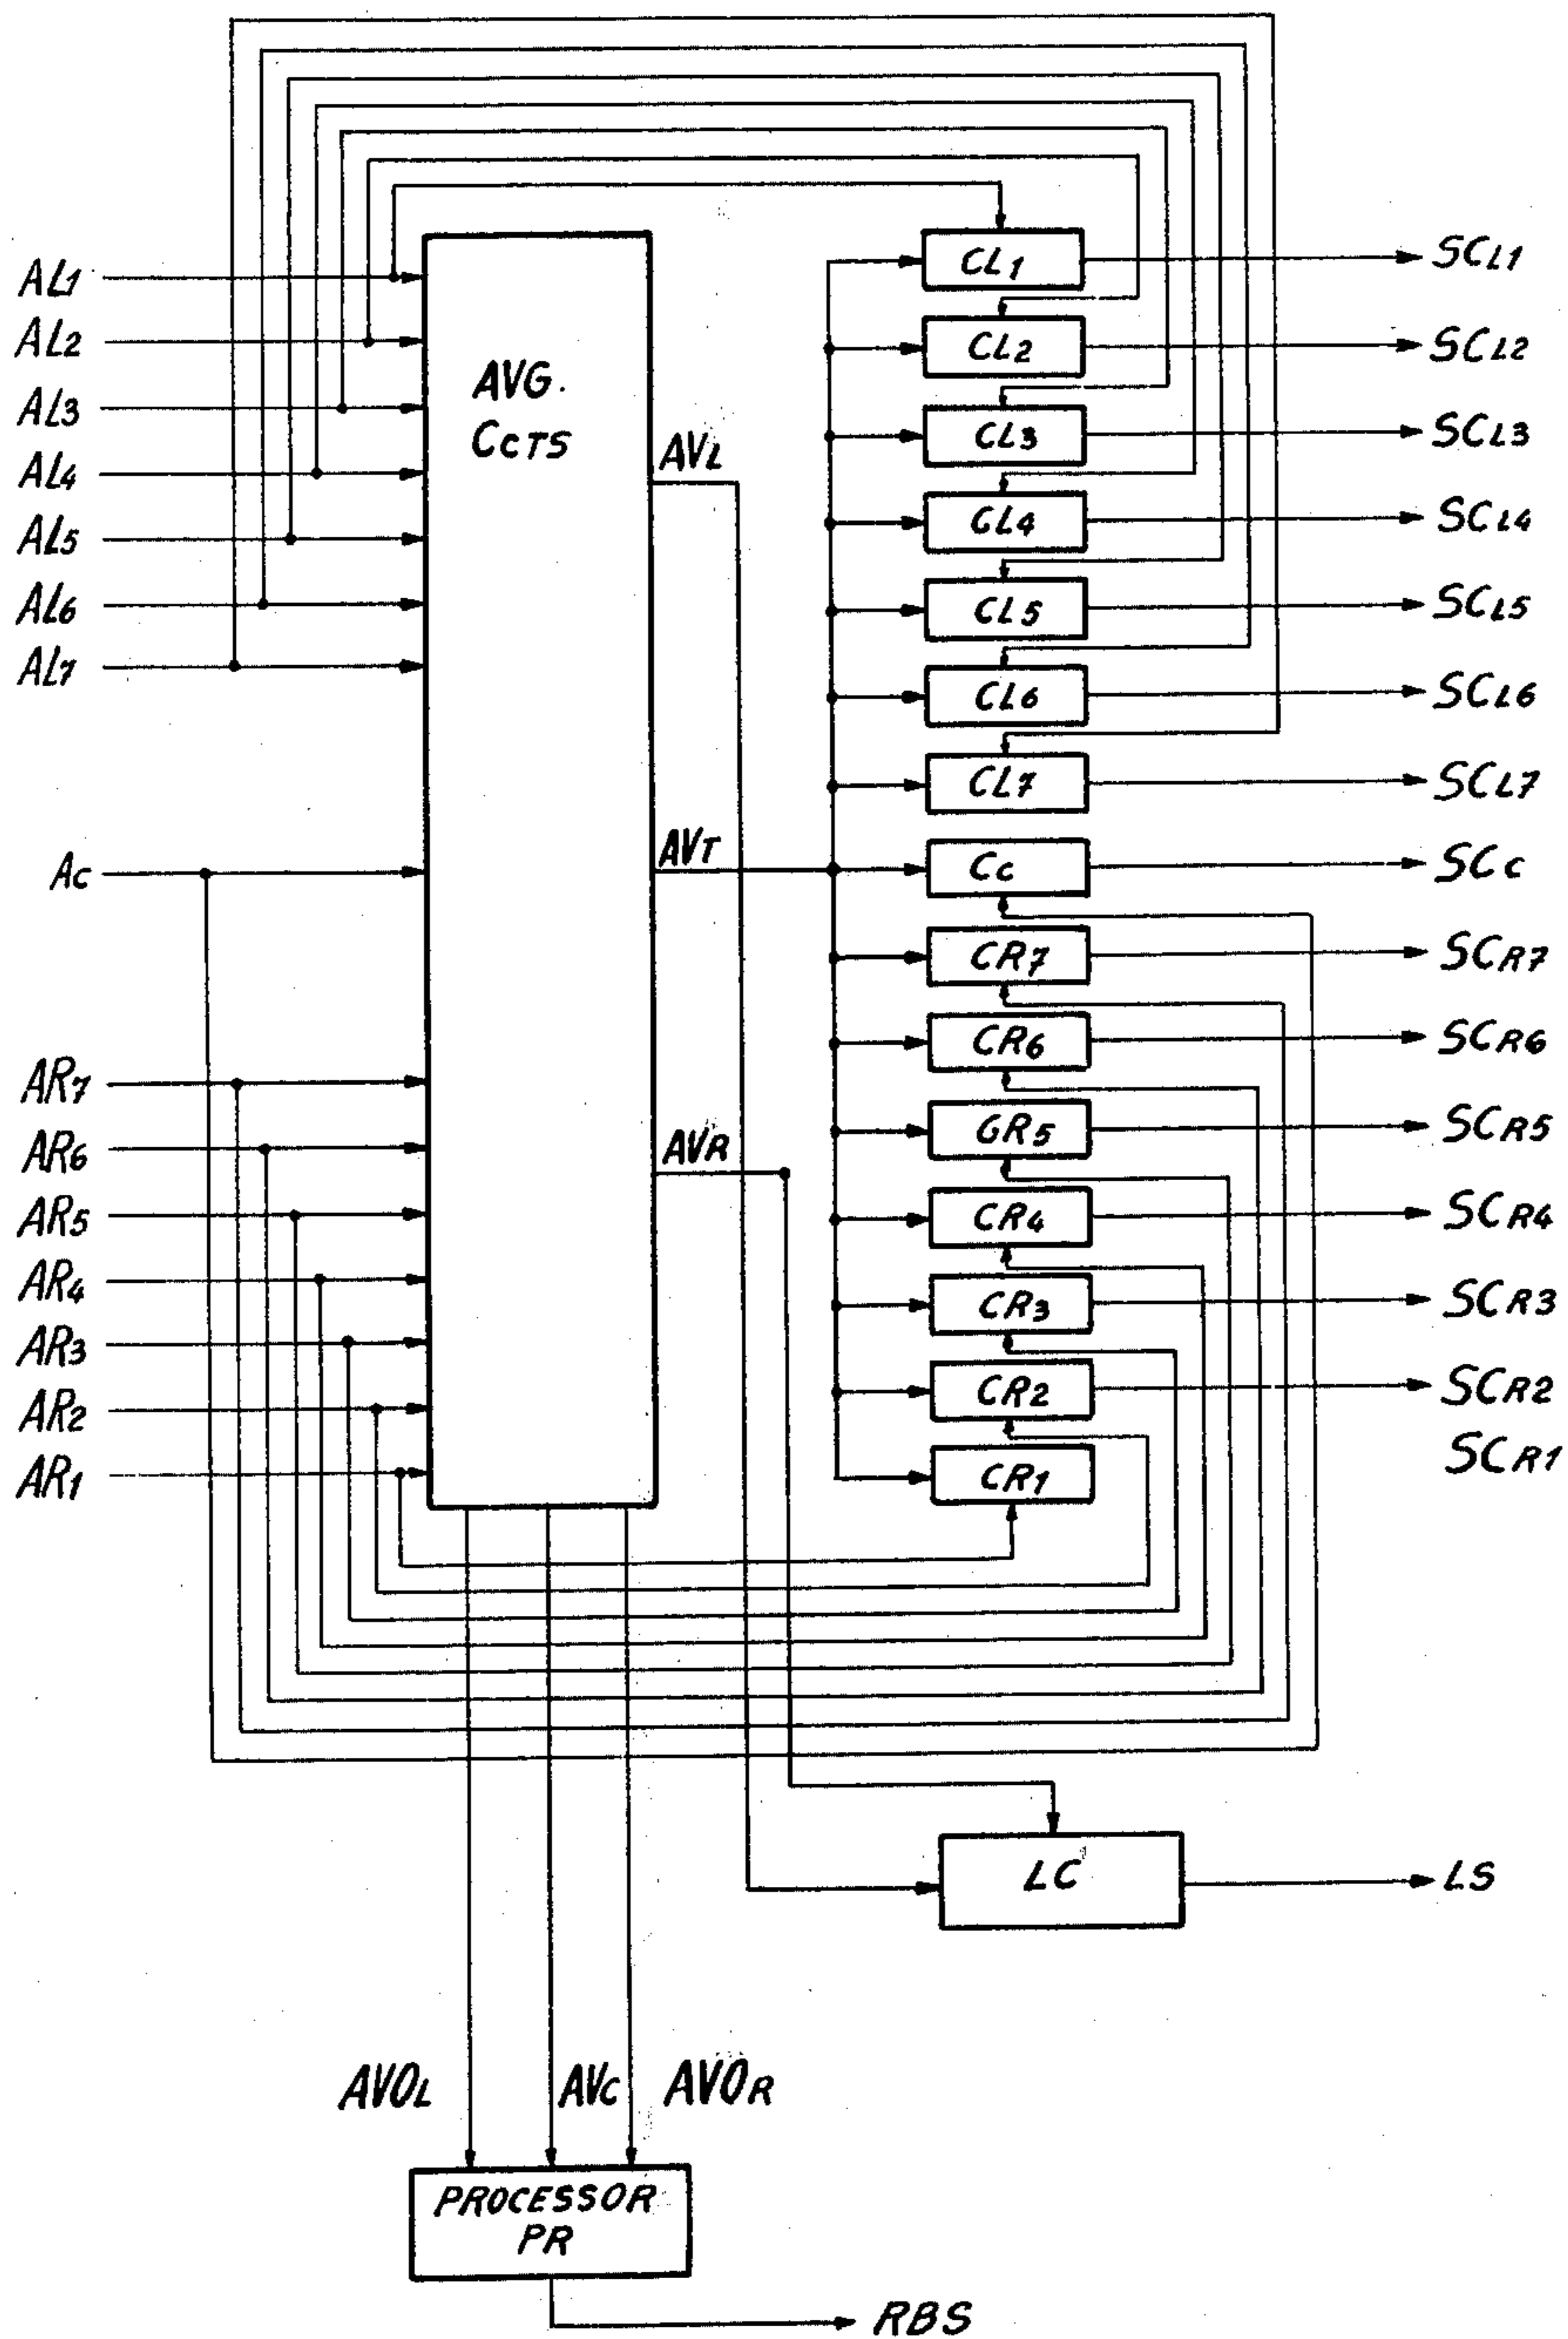 AL1
AL2
AL3
AL4
AL5
AL6
AL7
Ac
AR7
AR6
AR5
AR4
AR3
AR2
AR1
AVG.
CCTS
AVL
AVT
AVR
CL1
CL2
CL3
GL4
CL5
CL6
CL7
Cc
CR7
CR6
GR5
CR4
CR3
CR2
CR1
SCL1
SCL2
SCL3
SCL4
SCL5
SCL6
SCL7
SCc
SCR7
SCR6
SCR5
SCR4
SCR3
SCR2
SCR1
LC
LS
AVOL
AVC
AVOR
PROCESSOR
PR
RBS